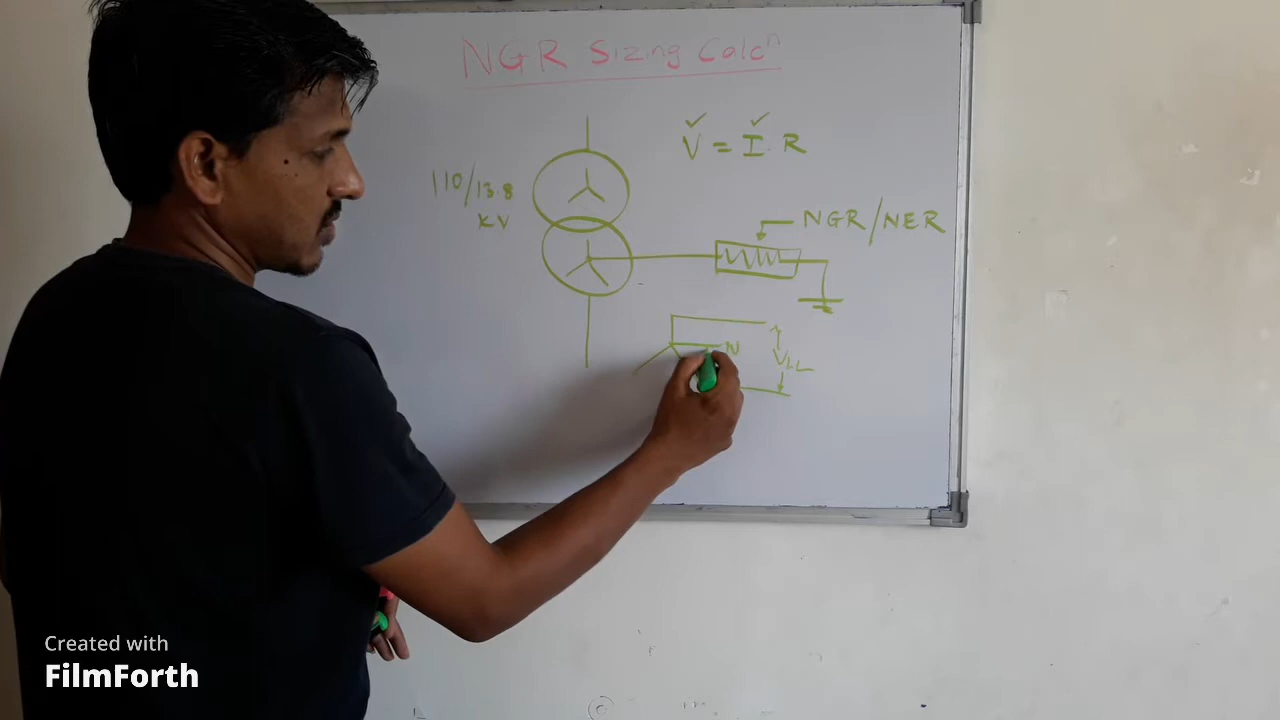 NGR Sizing Calcⁿ
V = I . R
110/13.8
KV
NGR/NER
N
VLL
Created with
FilmForth